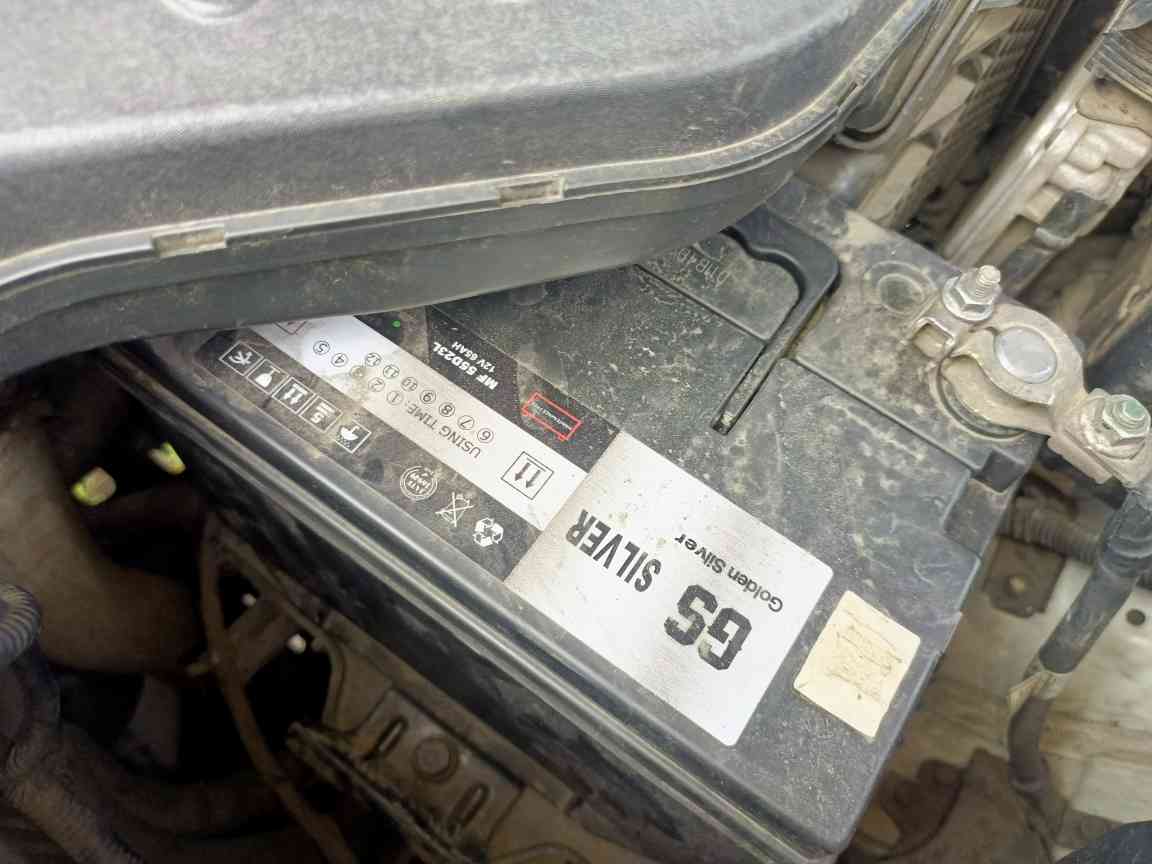 GS SILVER
Golden Silver
MF 55D23L
12V 65AH
USING TIME: ① ② ③ ④ ⑤
⑥ ⑦ ⑧ ⑨ ⑩ ⑪ ⑫